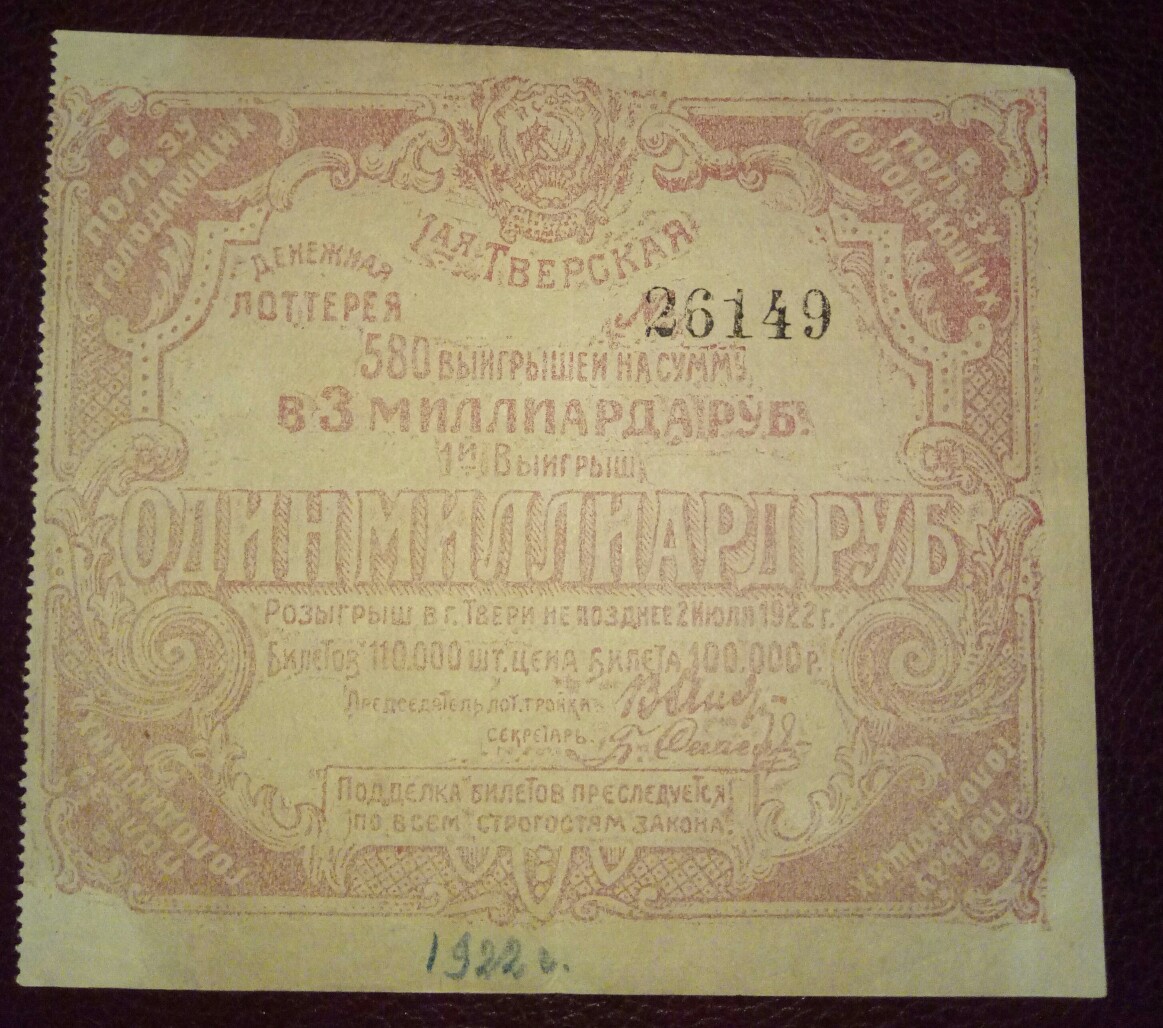 В
ПОЛЬЗУ
ГОЛОДАЮЩИХ
В
ПОЛЬЗУ
ГОЛОДАЮЩИХ
1АЯ ТВЕРСКАЯ
ДЕНЕЖНАЯ
ЛОТТЕРЕЯ
№ 26149
580 ВЫИГРЫШЕЙ НА СУММУ
В 3 МИЛЛИАРДА РУБ.
1й ВЫИГРЫШ
ОДИН МИЛЛИАРД РУБ
РОЗЫГРЫШ В Г. ТВЕРИ НЕ ПОЗДНЕЕ 2 ИЮЛЯ 1922 г.
БИЛЕТОВ 110.000 ШТ. ЦЕНА БИЛЕТА 100.000 Р.
ПРЕДСЕДАТЕЛЬ ЛОТ. ТРОЙКИ
СЕКРЕТАРЬ
ПОДДЕЛКА БИЛЕТОВ ПРЕСЛЕДУЕТСЯ
ПО ВСЕМ СТРОГОСТЯМ ЗАКОНА.
В
ПОЛЬЗУ
ГОЛОДАЮЩИХ
В
ПОЛЬЗУ
ГОЛОДАЮЩИХ
1922 г.